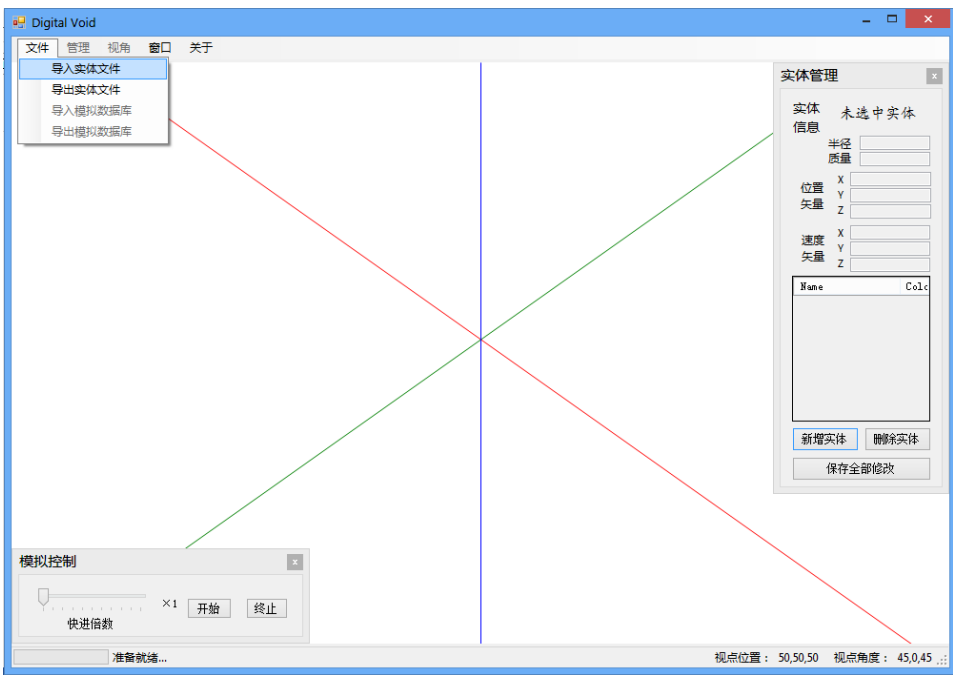 Digital Void
文件 管理 视角 窗口 关于
导入实体文件
导出实体文件
导入模拟数据库
导出模拟数据库
实体管理 x
实体信息 未选中实体
半径
质量
位置矢量
X
Y
Z
速度矢量
X
Y
Z
Name Colc
新增实体 删除实体
保存全部修改
模拟控制 x
×1 开始 终止
快进倍数
准备就绪... 视点位置： 50,50,50 视点角度： 45,0,45